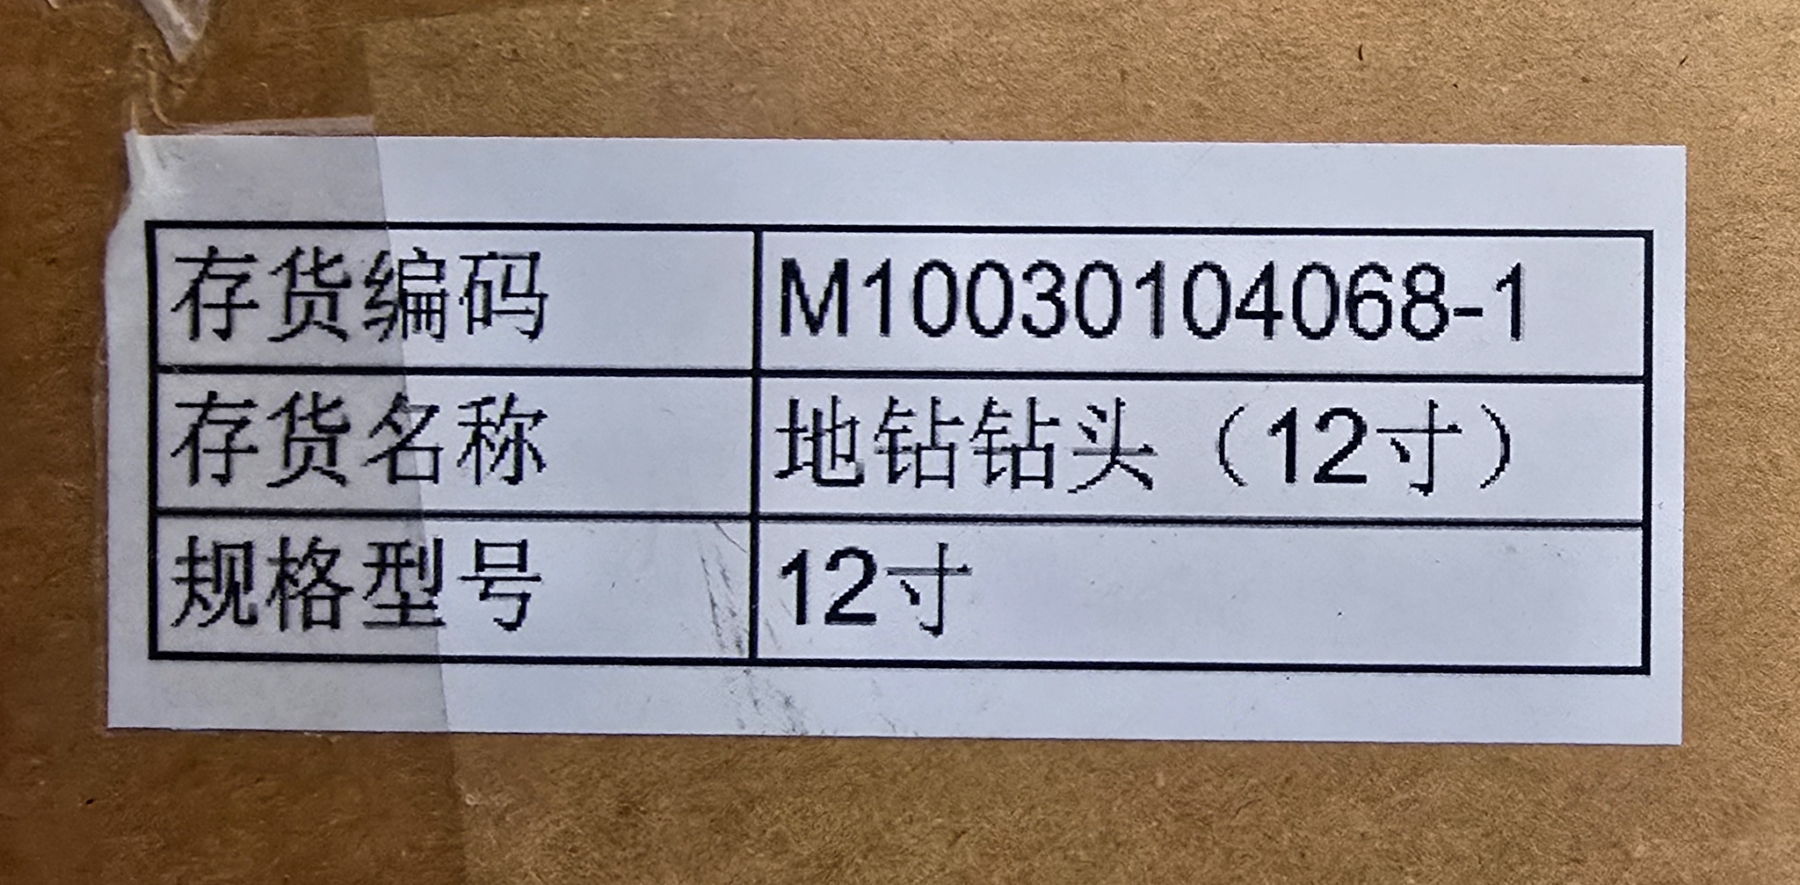 存货编码 M10030104068-1
存货名称 地钻钻头（12寸）
规格型号 12寸